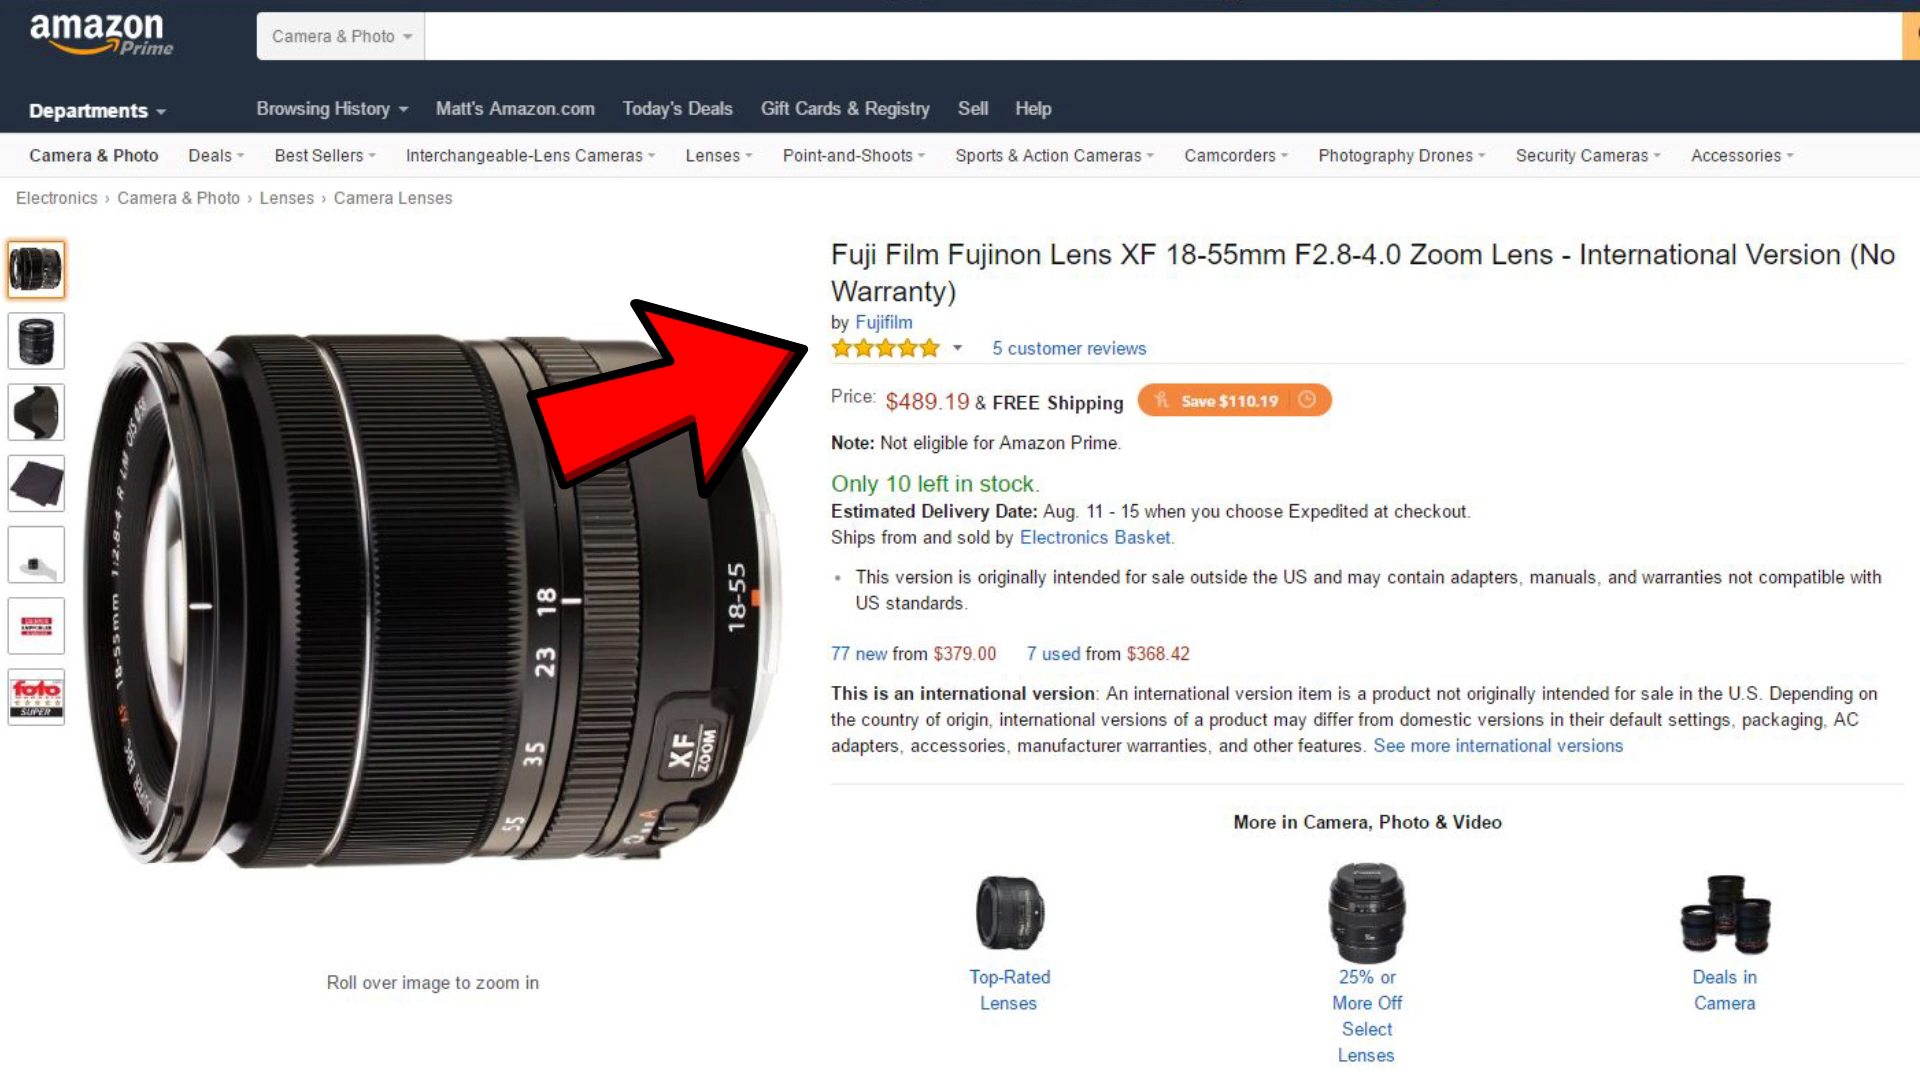 amazon
Prime
Camera & Photo
Departments
Browsing History
Matt's Amazon.com
Today's Deals
Gift Cards & Registry
Sell
Help
Camera & Photo
Deals
Best Sellers
Interchangeable-Lens Cameras
Lenses
Point-and-Shoots
Sports & Action Cameras
Camcorders
Photography Drones
Security Cameras
Accessories
Electronics › Camera & Photo › Lenses › Camera Lenses
Fuji Film Fujinon Lens XF 18-55mm F2.8-4.0 Zoom Lens - International Version (No
Warranty)
by Fujifilm
5 customer reviews
Price: $489.19 & FREE Shipping
Save $110.19
Note: Not eligible for Amazon Prime.
Only 10 left in stock.
Estimated Delivery Date: Aug. 11 - 15 when you choose Expedited at checkout.
Ships from and sold by Electronics Basket.
This version is originally intended for sale outside the US and may contain adapters, manuals, and warranties not compatible with
US standards.
77 new from $379.00
7 used from $368.42
This is an international version: An international version item is a product not originally intended for sale in the U.S. Depending on
the country of origin, international versions of a product may differ from domestic versions in their default settings, packaging, AC
adapters, accessories, manufacturer warranties, and other features. See more international versions
foto
SUPER
18
23
35
55
18-55
XF
ZOOM
A
Roll over image to zoom in
More in Camera, Photo & Video
Top-Rated
Lenses
25% or
More Off
Select
Lenses
Deals in
Camera